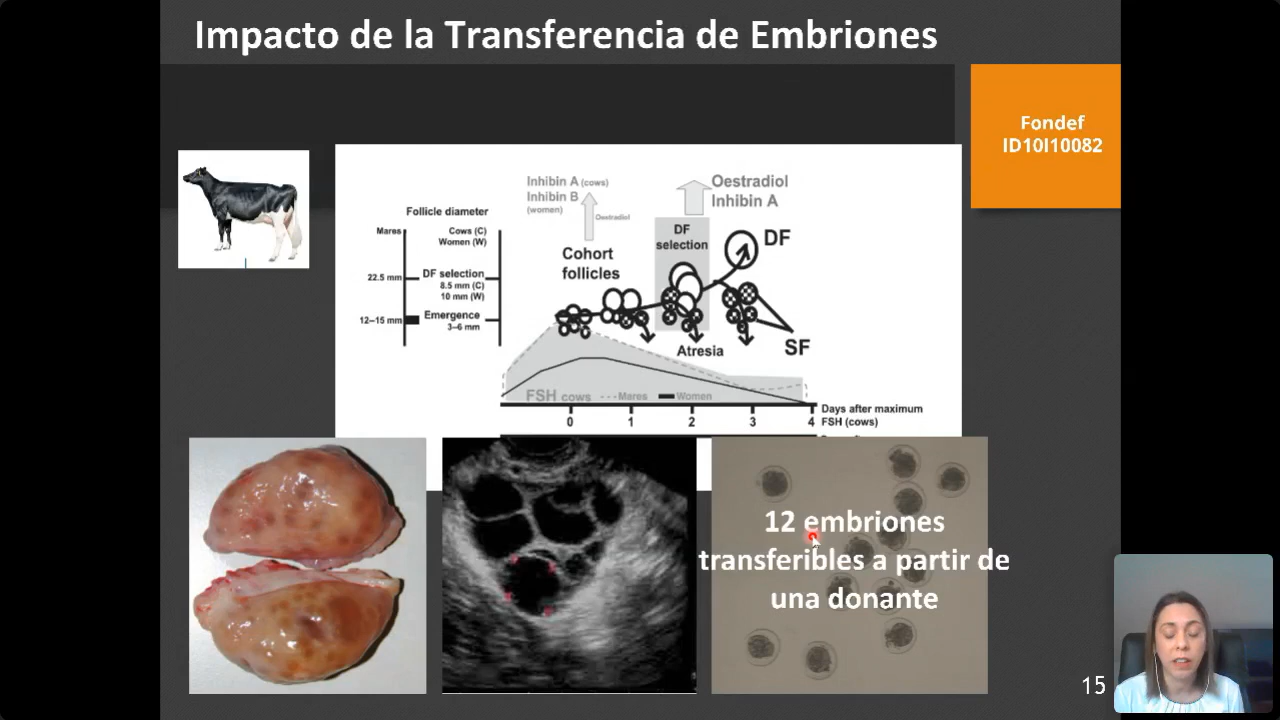 Impacto de la Transferencia de Embriones
Fondef
ID10I10082
Inhibin A (cows)
Inhibin B
(women)
Oestradiol
Oestradiol
Inhibin A
Follicle diameter
Mares
Cows (C)
Women (W)
22.5 mm
DF selection
8.5 mm (C)
10 mm (W)
12–15 mm
Emergence
3–6 mm
Cohort
follicles
DF
selection
DF
Atresia
SF
FSH cows
Mares
Women
0 1 2 3 4
Days after maximum
FSH (cows)
12 embriones
transferibles a partir de
una donante
15